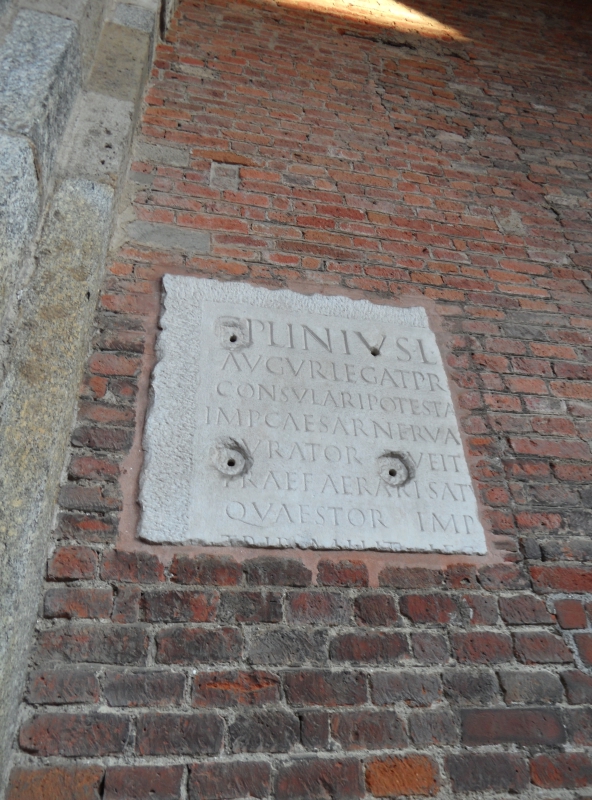 PLINIVS L
AVGVR LEGAT PR
CONSVLARI POTESTA
IMP CAESAR NERVA
VRATOR VEIT
RAEF AERARI SAT
QVAESTOR IMP